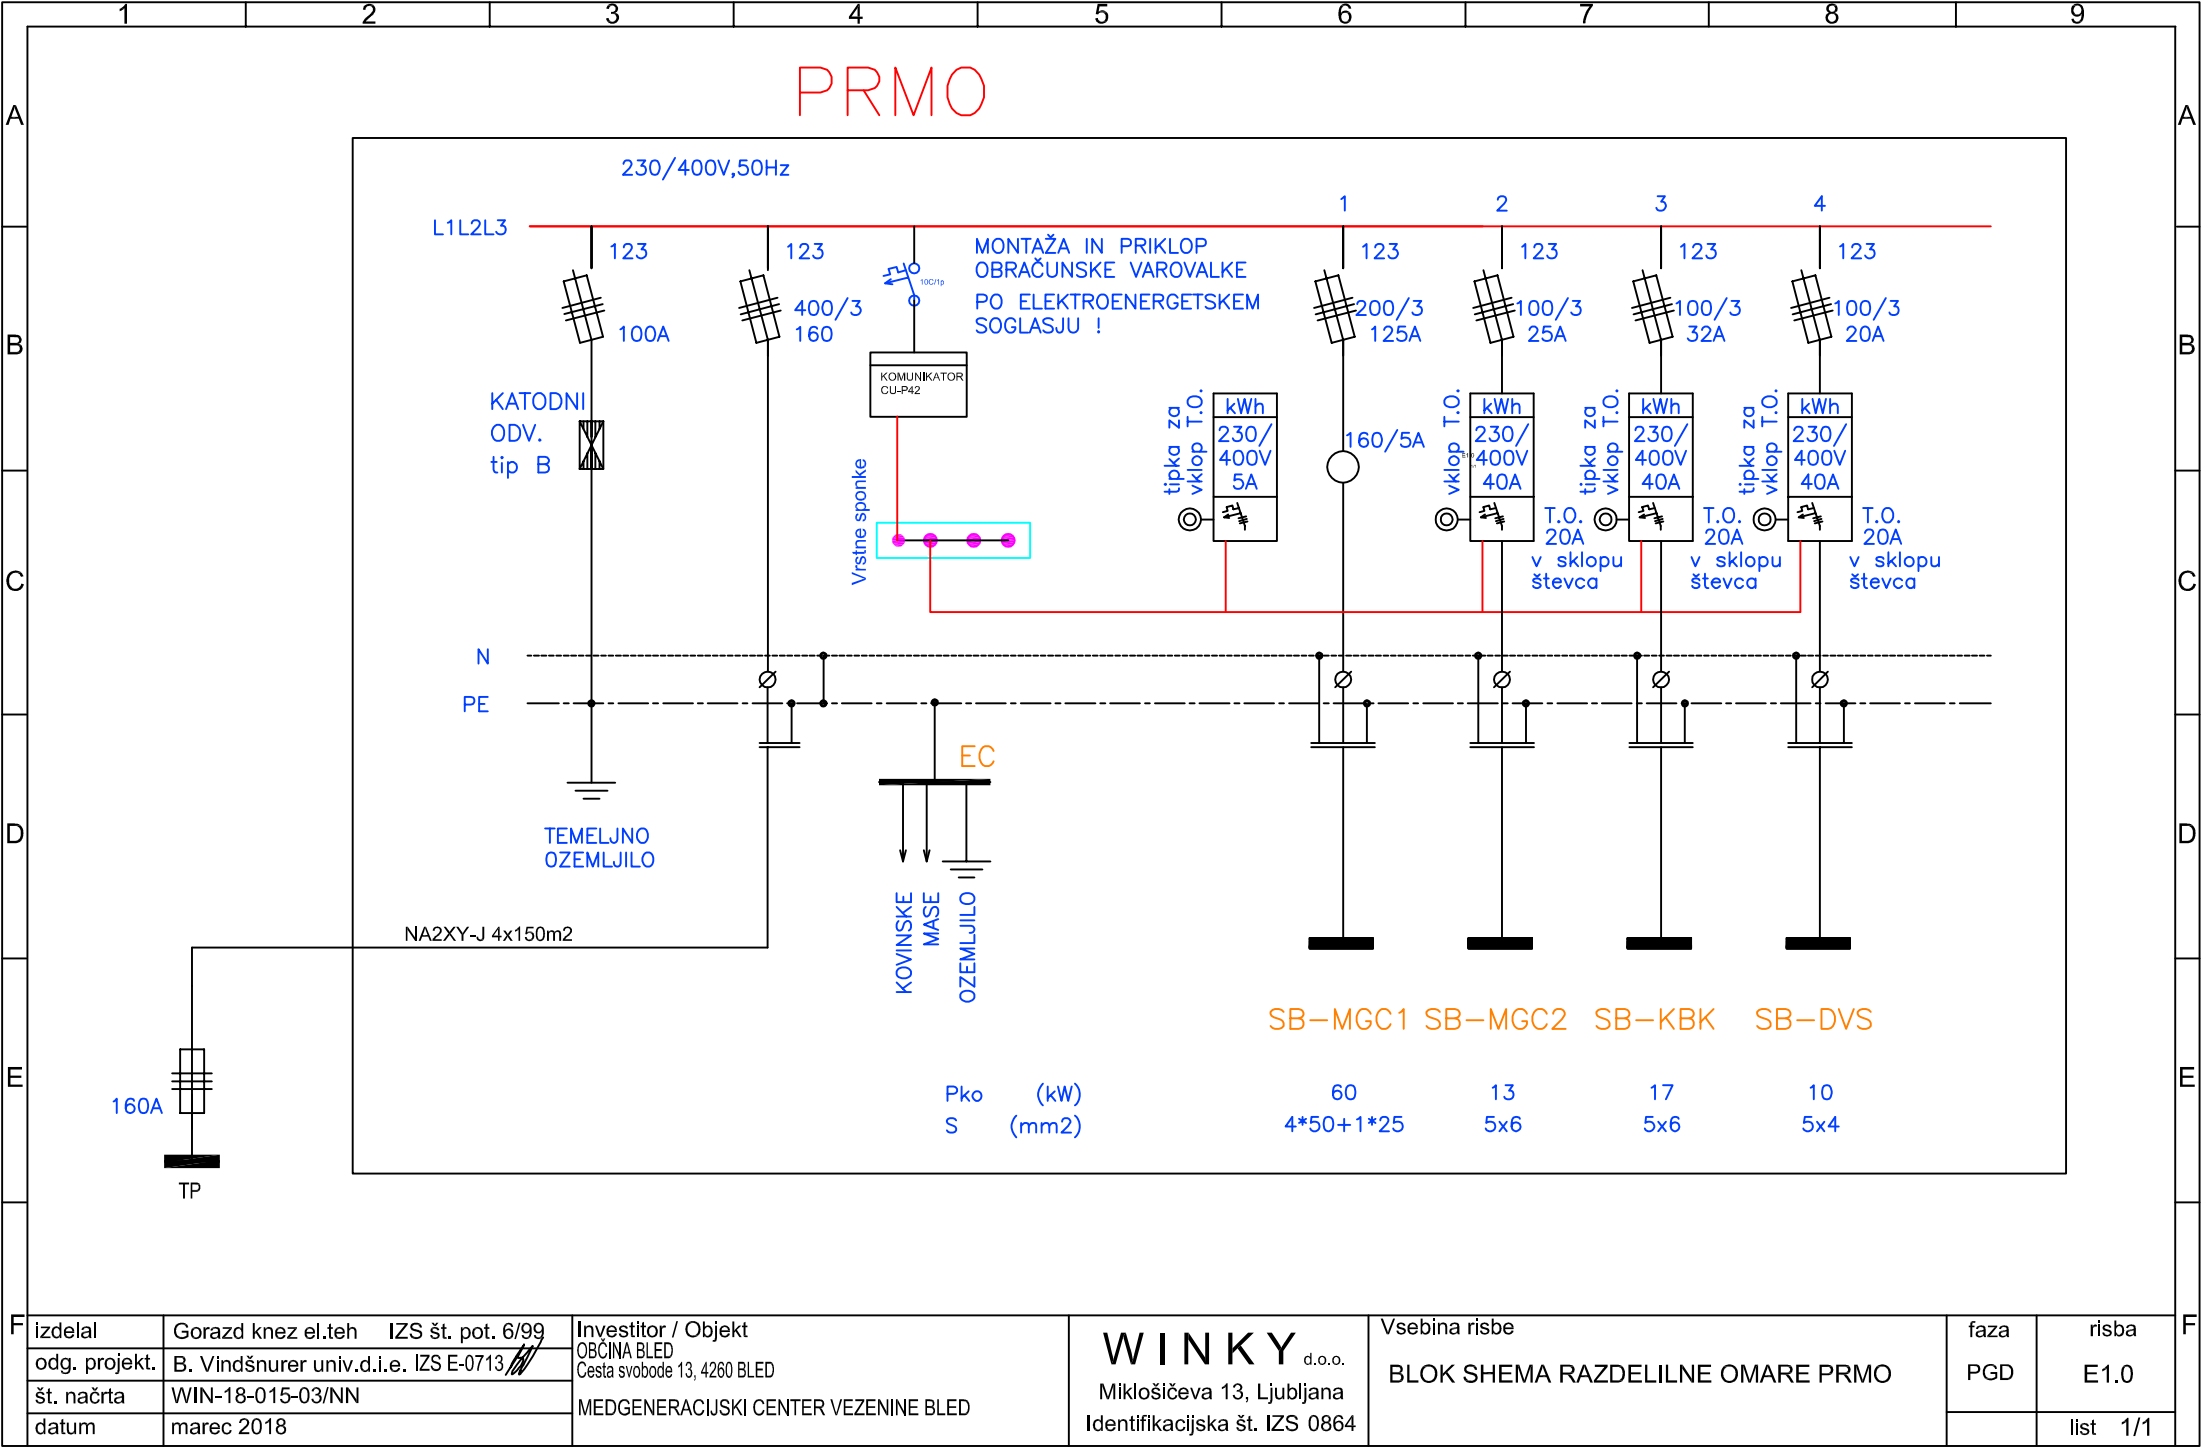 1 2 3 4 5 6 7 8 9
PRMO
A A
230/400V,50Hz
1 2 3 4
L1L2L3
123 123 123 123 123 123
MONTAŽA IN PRIKLOP
OBRAČUNSKE VAROVALKE
PO ELEKTROENERGETSKEM
SOGLASJU !
10C/1p
100A
400/3
160
200/3
125A
100/3
25A
100/3
32A
100/3
20A
B B
KOMUNIKATOR
CU-P42
KATODNI
ODV.
tip B
Vrstne sponke
tipka za
vklop T.O.
kWh
230/
400V
5A
160/5A
vklop T.O.
kWh
230/
400V
40A
T.O.
20A
v sklopu
števca
tipka za
vklop T.O.
kWh
230/
400V
40A
T.O.
20A
v sklopu
števca
tipka za
vklop T.O.
kWh
230/
400V
40A
T.O.
20A
v sklopu
števca
C C
N
PE
EC
D D
TEMELJNO
OZEMLJILO
KOVINSKE
MASE
OZEMLJILO
NA2XY-J 4x150m2
SB-MGC1 SB-MGC2 SB-KBK SB-DVS
E E
160A
TP
Pko (kW) 60 13 17 10
S (mm2) 4*50+1*25 5x6 5x6 5x4
F F
izdelal Gorazd knez el.teh IZS št. pot. 6/99
odg. projekt. B. Vindšnurer univ.d.i.e. IZS E-0713
št. načrta WIN-18-015-03/NN
datum marec 2018
Investitor / Objekt
OBČINA BLED
Cesta svobode 13, 4260 BLED
MEDGENERACIJSKI CENTER VEZENINE BLED
WINKY d.o.o.
Miklošičeva 13, Ljubljana
Identifikacijska št. IZS 0864
Vsebina risbe
BLOK SHEMA RAZDELILNE OMARE PRMO
faza
PGD
risba
E1.0
list 1/1